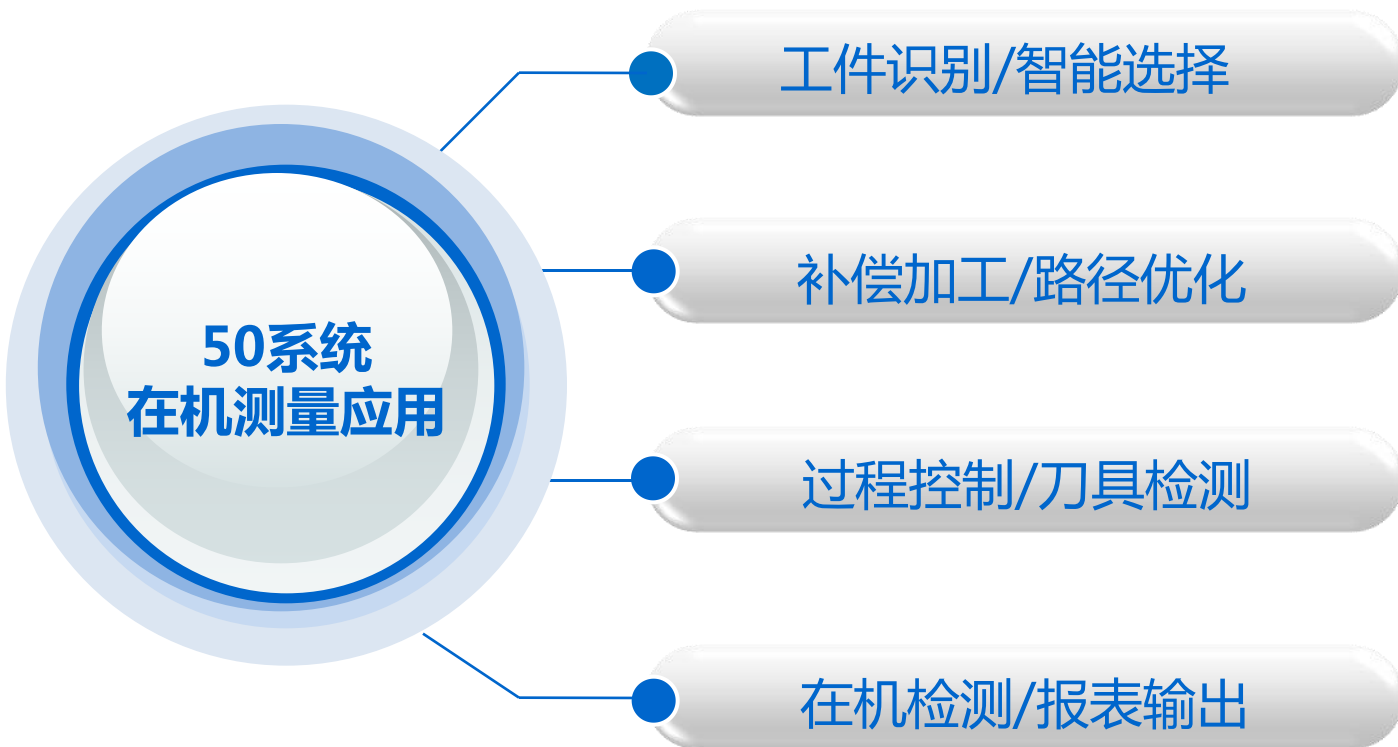 50系统
在机测量应用
工件识别/智能选择
补偿加工/路径优化
过程控制/刀具检测
在机检测/报表输出